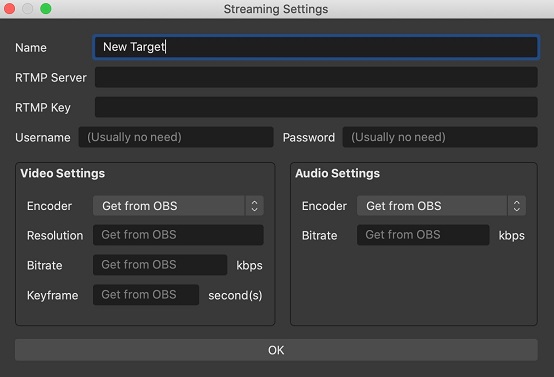 Streaming Settings
Name New Target
RTMP Server
RTMP Key
Username (Usually no need) Password (Usually no need)
Video Settings
Encoder Get from OBS
Resolution Get from OBS
Bitrate Get from OBS kbps
Keyframe Get from OBS second(s)
Audio Settings
Encoder Get from OBS
Bitrate Get from OBS kbps
OK